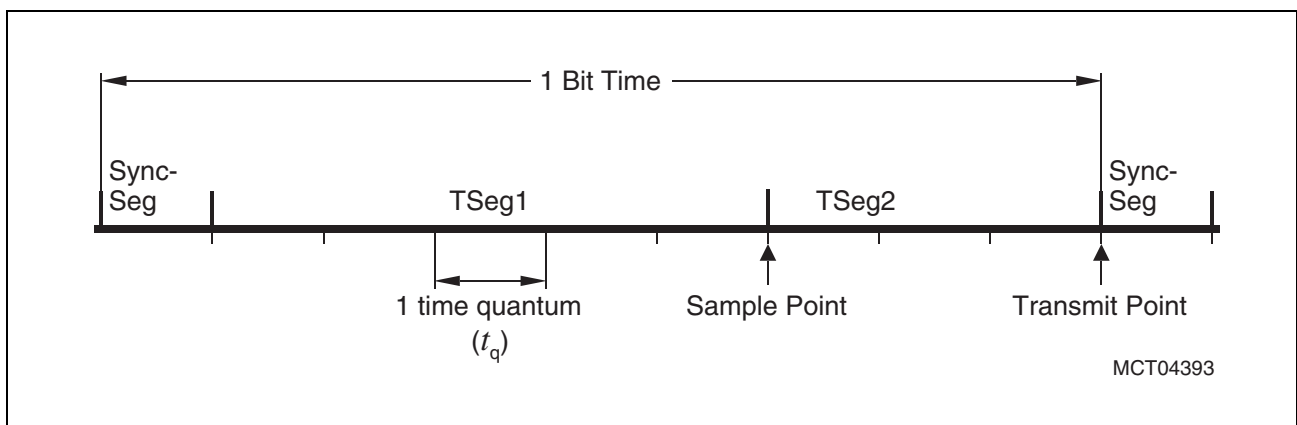 1 Bit Time
Sync-
Seg
TSeg1
TSeg2
Sync-
Seg
1 time quantum
(tq)
Sample Point
Transmit Point
MCT04393